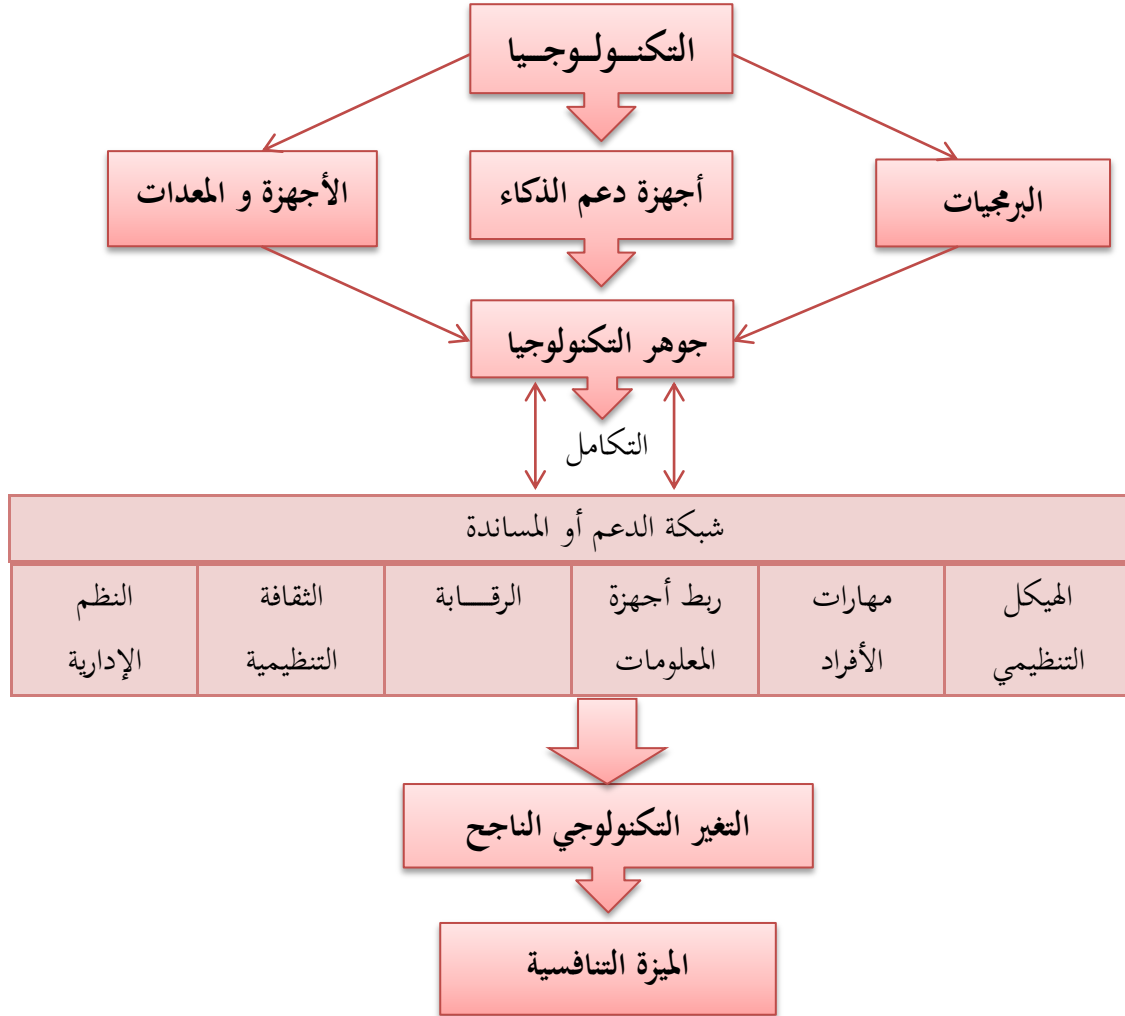 التكنـــولـــوجـــيا
البرمجيات
أجهزة دعم الذكاء
الأجهزة و المعدات
جوهر التكنولوجيا
التكامل
شبكة الدعم أو المساندة
الهيكل
التنظيمي
مهارات
الأفراد
ربط أجهزة
المعلومات
الرقـــابة
الثقافة
التنظيمية
النظم
الإدارية
التغير التكنولوجي الناجح
الميزة التنافسية